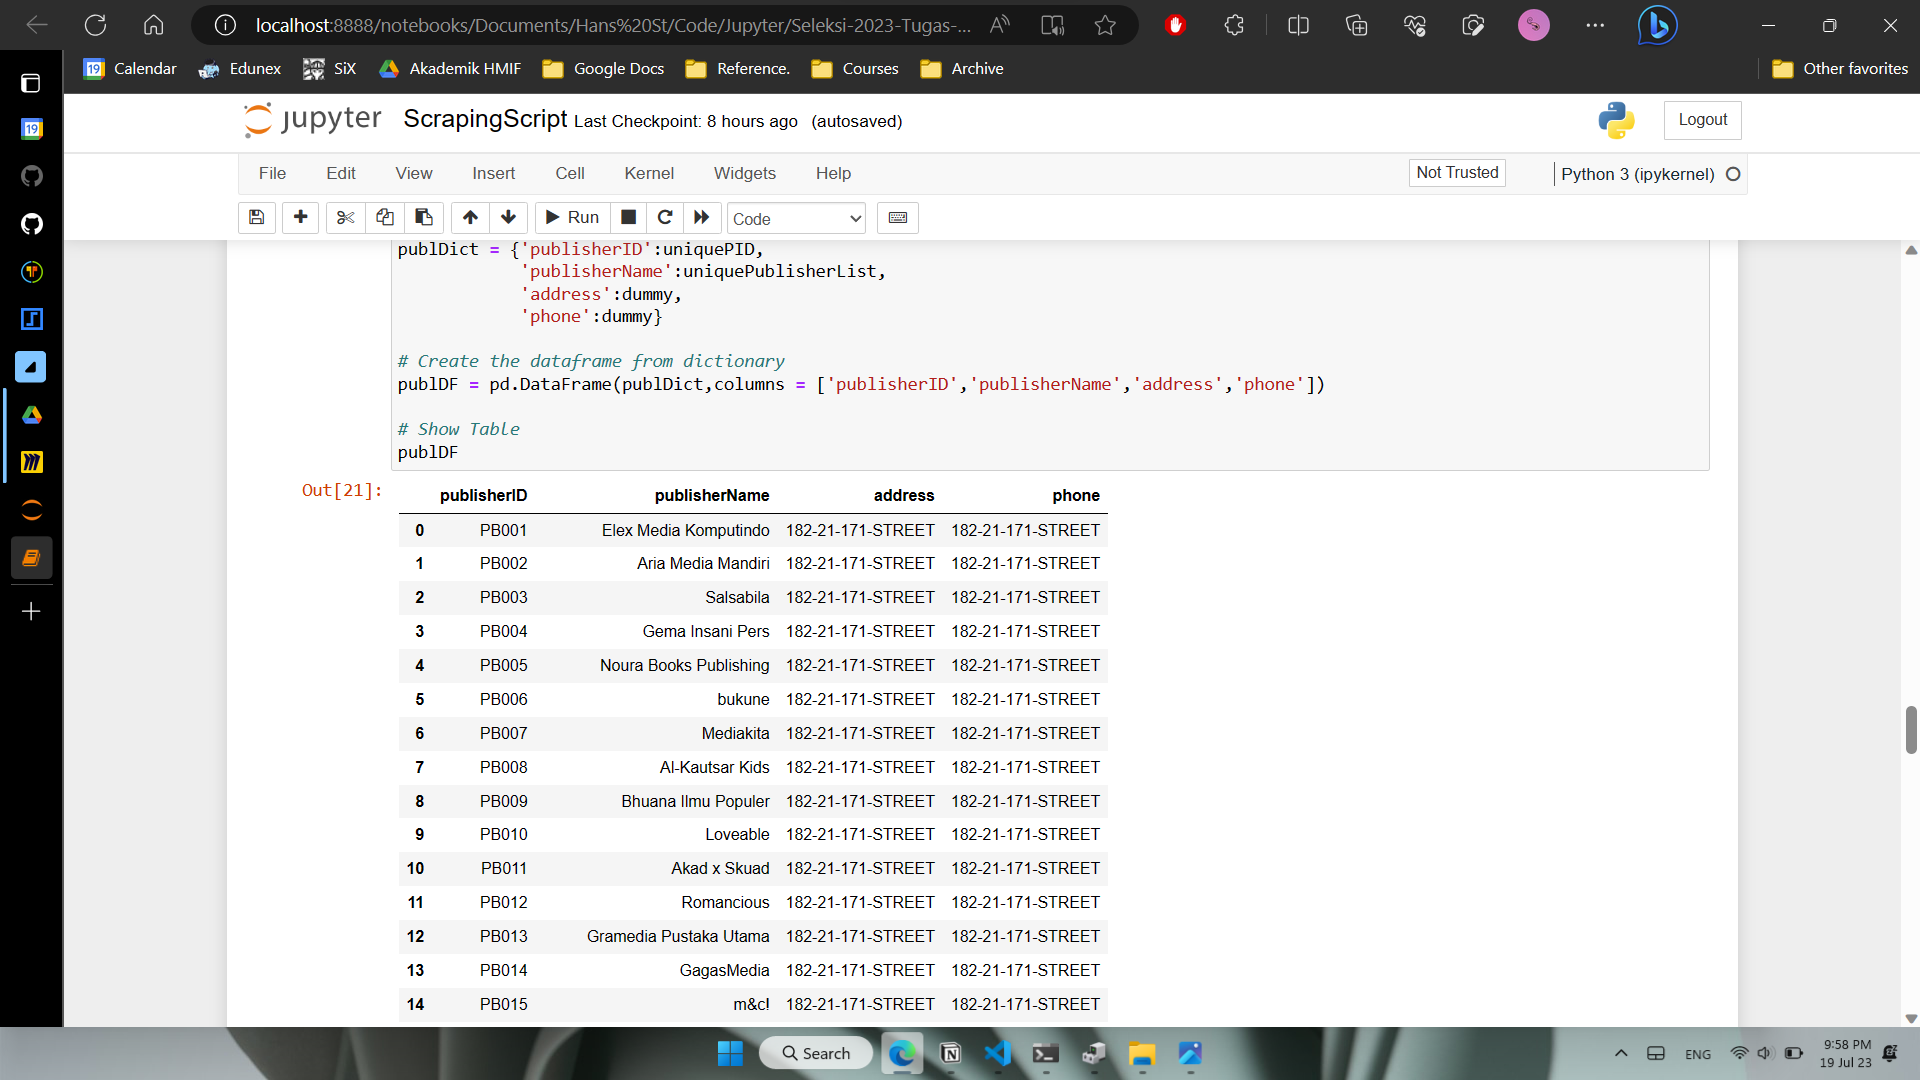 localhost:8888/notebooks/Documents/Hans%20St/Code/Jupyter/Seleksi-2023-Tugas-...
19 Calendar Edunex SiX Akademik HMIF Google Docs Reference. Courses Archive Other favorites
19
jupyter ScrapingScript Last Checkpoint: 8 hours ago (autosaved) Logout
File Edit View Insert Cell Kernel Widgets Help Not Trusted Python 3 (ipykernel)
Run Code
publDict = {'publisherID':uniquePID,
'publisherName':uniquePublisherList,
'address':dummy,
'phone':dummy}
# Create the dataframe from dictionary
publDF = pd.DataFrame(publDict,columns = ['publisherID','publisherName','address','phone'])
# Show Table
publDF
Out[21]:
publisherID publisherName address phone
0 PB001 Elex Media Komputindo 182-21-171-STREET 182-21-171-STREET
1 PB002 Aria Media Mandiri 182-21-171-STREET 182-21-171-STREET
2 PB003 Salsabila 182-21-171-STREET 182-21-171-STREET
3 PB004 Gema Insani Pers 182-21-171-STREET 182-21-171-STREET
4 PB005 Noura Books Publishing 182-21-171-STREET 182-21-171-STREET
5 PB006 bukune 182-21-171-STREET 182-21-171-STREET
6 PB007 Mediakita 182-21-171-STREET 182-21-171-STREET
7 PB008 Al-Kautsar Kids 182-21-171-STREET 182-21-171-STREET
8 PB009 Bhuana Ilmu Populer 182-21-171-STREET 182-21-171-STREET
9 PB010 Loveable 182-21-171-STREET 182-21-171-STREET
10 PB011 Akad x Skuad 182-21-171-STREET 182-21-171-STREET
11 PB012 Romancious 182-21-171-STREET 182-21-171-STREET
12 PB013 Gramedia Pustaka Utama 182-21-171-STREET 182-21-171-STREET
13 PB014 GagasMedia 182-21-171-STREET 182-21-171-STREET
14 PB015 m&c! 182-21-171-STREET 182-21-171-STREET
Search ENG 9:58 PM
19 Jul 23